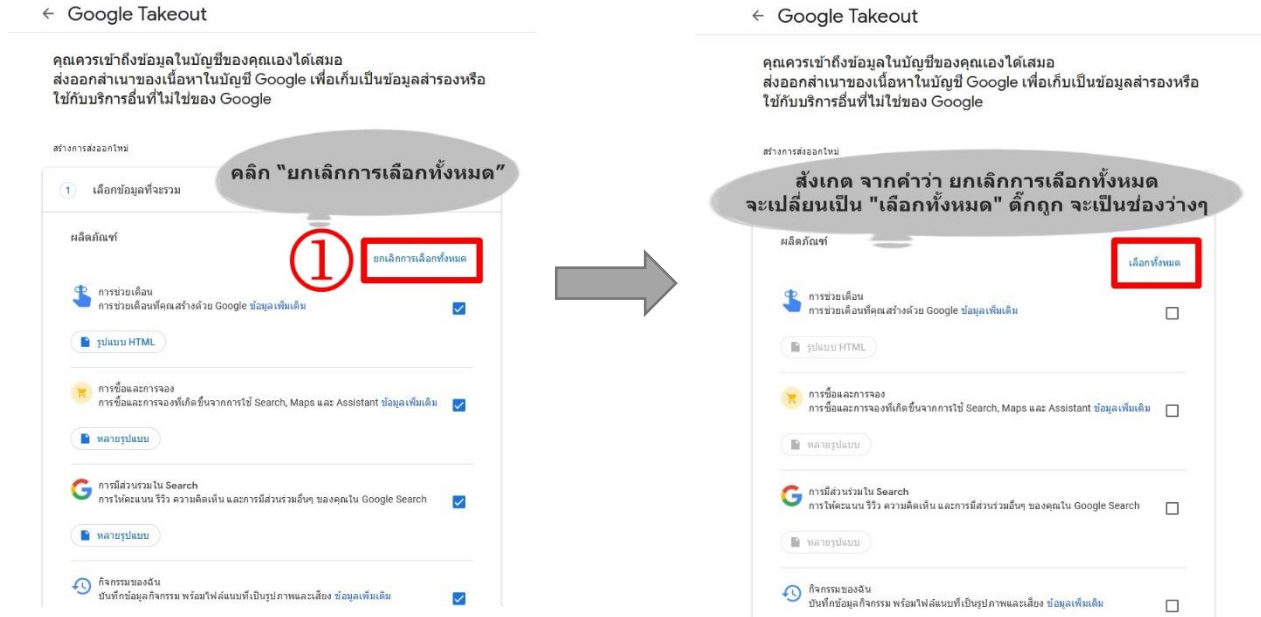 ← Google Takeout
คุณควรเข้าถึงข้อมูลในบัญชีของคุณเองได้เสมอ
ส่งออกสำเนาของเนื้อหาในบัญชี Google เพื่อเก็บเป็นข้อมูลสำรองหรือ
ใช้กับบริการอื่นที่ไม่ใช่ของ Google
สร้างการส่งออกใหม่
คลิก “ยกเลิกการเลือกทั้งหมด”
1 เลือกข้อมูลที่จะรวม
ผลิตภัณฑ์
①
ยกเลิกการเลือกทั้งหมด
การช่วยเตือน
การช่วยเตือนที่คุณสร้างด้วย Google ข้อมูลเพิ่มเติม
รูปแบบ HTML
การซื้อและการจอง
การซื้อและการจองที่เกิดขึ้นจากการใช้ Search, Maps และ Assistant ข้อมูลเพิ่มเติม
หลายรูปแบบ
การมีส่วนร่วมใน Search
การให้คะแนน รีวิว ความคิดเห็น และการมีส่วนร่วมอื่นๆ ของคุณใน Google Search
หลายรูปแบบ
กิจกรรมของฉัน
บันทึกข้อมูลกิจกรรม พร้อมไฟล์แนบที่เป็นรูปภาพและเสียง ข้อมูลเพิ่มเติม
← Google Takeout
คุณควรเข้าถึงข้อมูลในบัญชีของคุณเองได้เสมอ
ส่งออกสำเนาของเนื้อหาในบัญชี Google เพื่อเก็บเป็นข้อมูลสำรองหรือ
ใช้กับบริการอื่นที่ไม่ใช่ของ Google
สร้างการส่งออกใหม่
สังเกต จากคำว่า ยกเลิกการเลือกทั้งหมด
จะเปลี่ยนเป็น "เลือกทั้งหมด" ติ๊กถูก จะเป็นช่องว่างๆ
ผลิตภัณฑ์
เลือกทั้งหมด
การช่วยเตือน
การช่วยเตือนที่คุณสร้างด้วย Google ข้อมูลเพิ่มเติม
รูปแบบ HTML
การซื้อและการจอง
การซื้อและการจองที่เกิดขึ้นจากการใช้ Search, Maps และ Assistant ข้อมูลเพิ่มเติม
หลายรูปแบบ
การมีส่วนร่วมใน Search
การให้คะแนน รีวิว ความคิดเห็น และการมีส่วนร่วมอื่นๆ ของคุณใน Google Search
หลายรูปแบบ
กิจกรรมของฉัน
บันทึกข้อมูลกิจกรรม พร้อมไฟล์แนบที่เป็นรูปภาพและเสียง ข้อมูลเพิ่มเติม